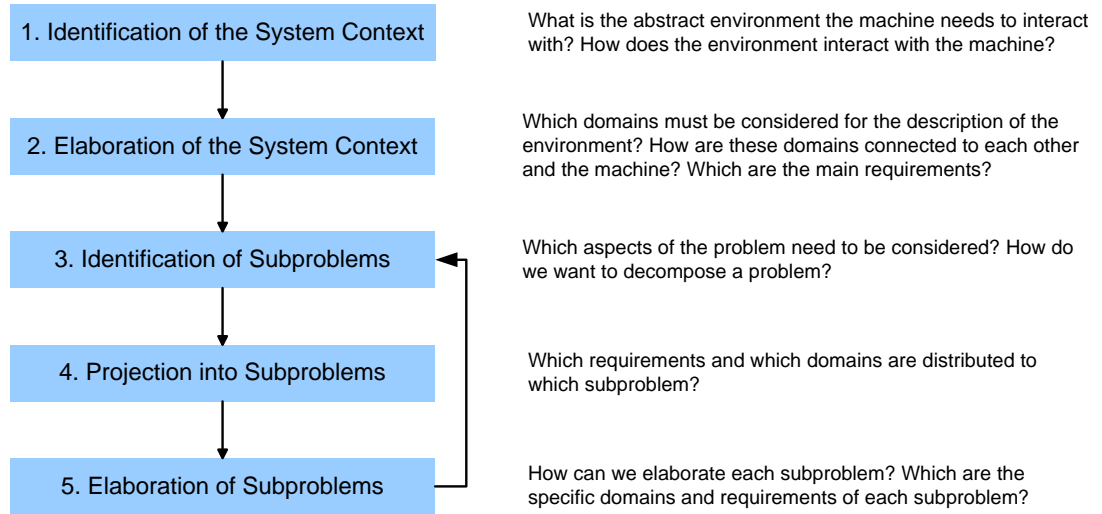 1. Identification of the System Context
What is the abstract environment the machine needs to interact
with? How does the environment interact with the machine?
2. Elaboration of the System Context
Which domains must be considered for the description of the
environment? How are these domains connected to each other
and the machine? Which are the main requirements?
3. Identification of Subproblems
Which aspects of the problem need to be considered? How do
we want to decompose a problem?
4. Projection into Subproblems
Which requirements and which domains are distributed to
which subproblem?
5. Elaboration of Subproblems
How can we elaborate each subproblem? Which are the
specific domains and requirements of each subproblem?